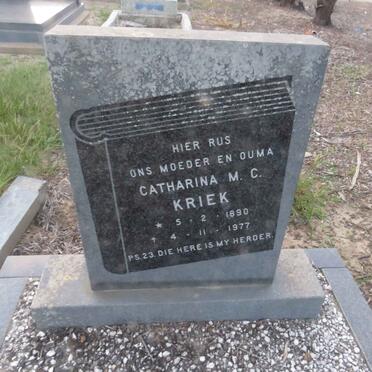 HIER RUS
ONS MOEDER EN OUMA
CATHARINA M. C.
KRIEK
* 5 - 2 - 1890
† 4 - 11 - 1977
PS.23. DIE HERE IS MY HERDER.